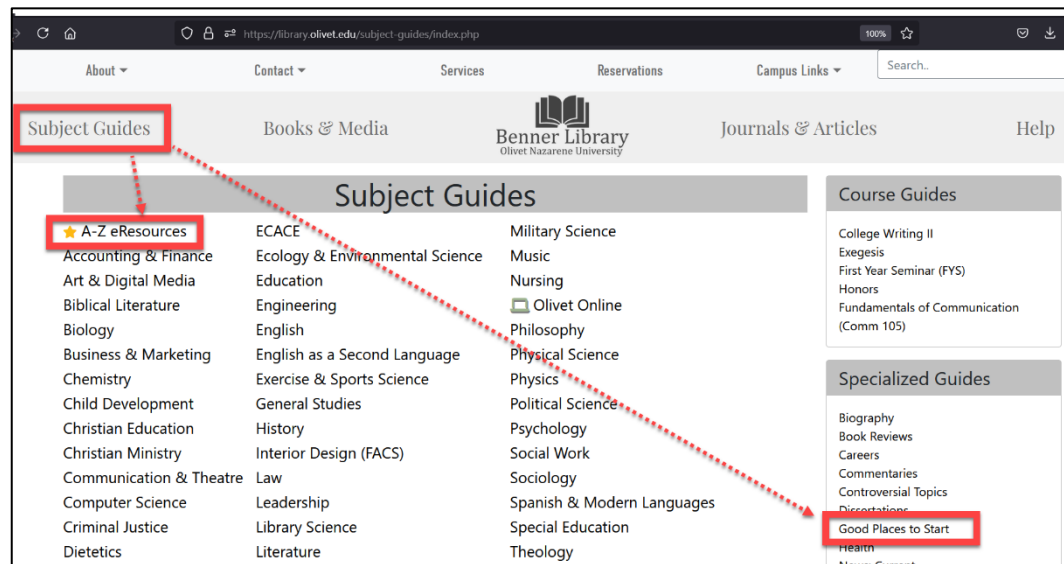 https://library.olivet.edu/subject-guides/index.php
100%
About
Contact
Services
Reservations
Campus Links
Search..
Subject Guides
Books & Media
Benner Library
Olivet Nazarene University
Journals & Articles
Help
Subject Guides
A-Z eResources
Accounting & Finance
Art & Digital Media
Biblical Literature
Biology
Business & Marketing
Chemistry
Child Development
Christian Education
Christian Ministry
Communication & Theatre
Computer Science
Criminal Justice
Dietetics
ECACE
Ecology & Environmental Science
Education
Engineering
English
English as a Second Language
Exercise & Sports Science
General Studies
History
Interior Design (FACS)
Law
Leadership
Library Science
Literature
Military Science
Music
Nursing
Olivet Online
Philosophy
Physical Science
Physics
Political Science
Psychology
Social Work
Sociology
Spanish & Modern Languages
Special Education
Theology
Course Guides
College Writing II
Exegesis
First Year Seminar (FYS)
Honors
Fundamentals of Communication
(Comm 105)
Specialized Guides
Biography
Book Reviews
Careers
Commentaries
Controversial Topics
Dissertations
Good Places to Start
Health